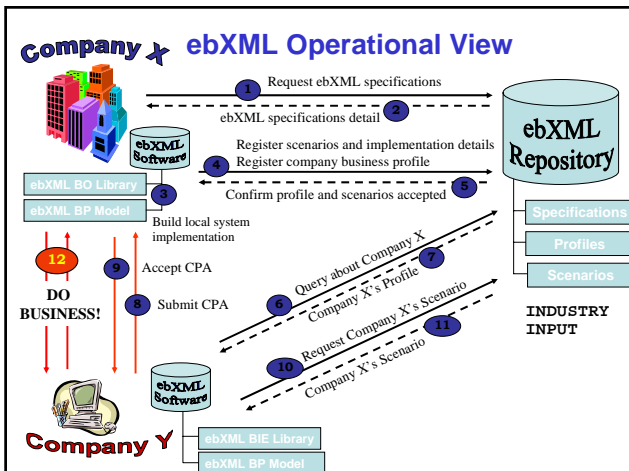 Company X
ebXML Operational View
1
Request ebXML specifications
2
ebXML specifications detail
ebXML
Repository
ebXML
Software
4
Register scenarios and implementation details
Register company business profile
5
Confirm profile and scenarios accepted
ebXML BO Library
3
ebXML BP Model
Build local system
implementation
Specifications
Profiles
Scenarios
INDUSTRY
INPUT
12
DO
BUSINESS!
9
Accept CPA
8
Submit CPA
6
Query about Company X
7
Company X's Profile
10
Request Company X's Scenario
11
Company X's Scenario
ebXML
Software
Company Y
ebXML BIE Library
ebXML BP Model